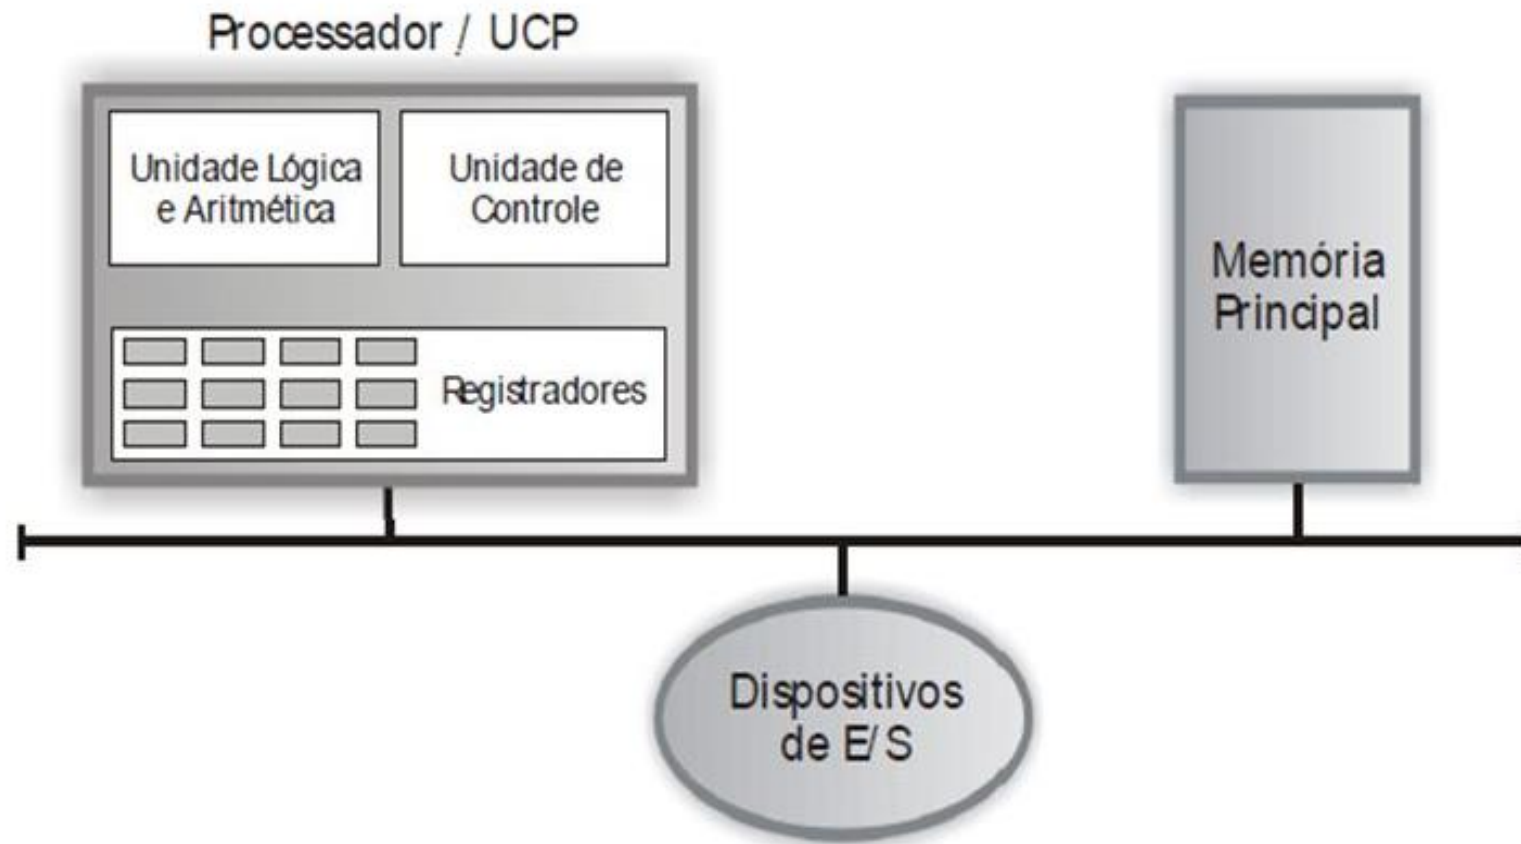 Processador / UCP
Unidade Lógica
e Aritmética
Unidade de
Controle
Registradores
Memória
Principal
Dispositivos
de E/S